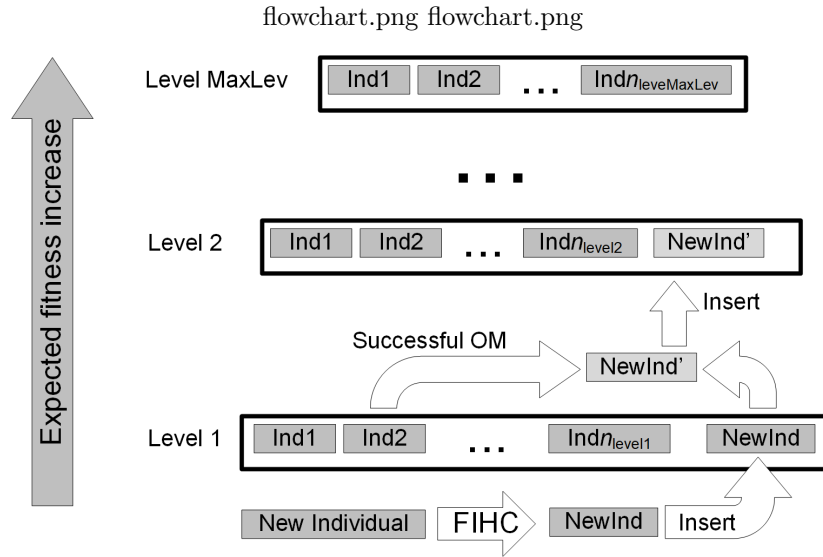 flowchart.png flowchart.png
Level MaxLev
Ind1 Ind2 ... Indn_leveMaxLev
...
Expected fitness increase
Level 2
Ind1 Ind2 ... Indn_level2 NewInd’
Insert
Successful OM
NewInd’
Level 1
Ind1 Ind2 ... Indn_level1 NewInd
New Individual FIHC NewInd Insert